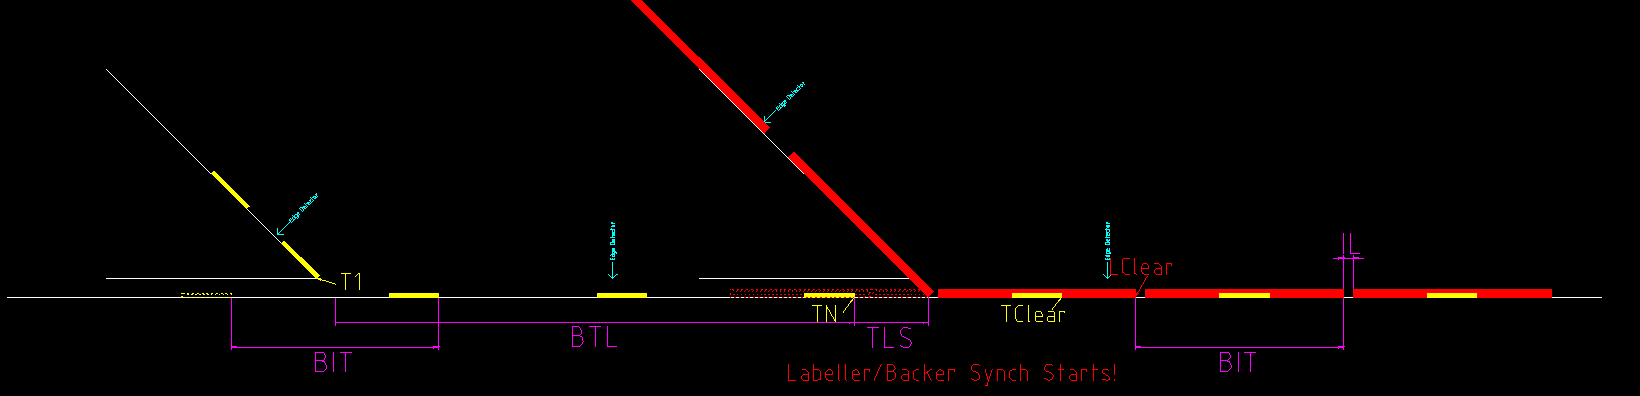 Edge Detector
Edge Detector
Edge Detector
Edge Detector
IL
LClear
T1
TN
TClear
BTL
TLS
BIT
BIT
Labeller/Backer Synch Starts!